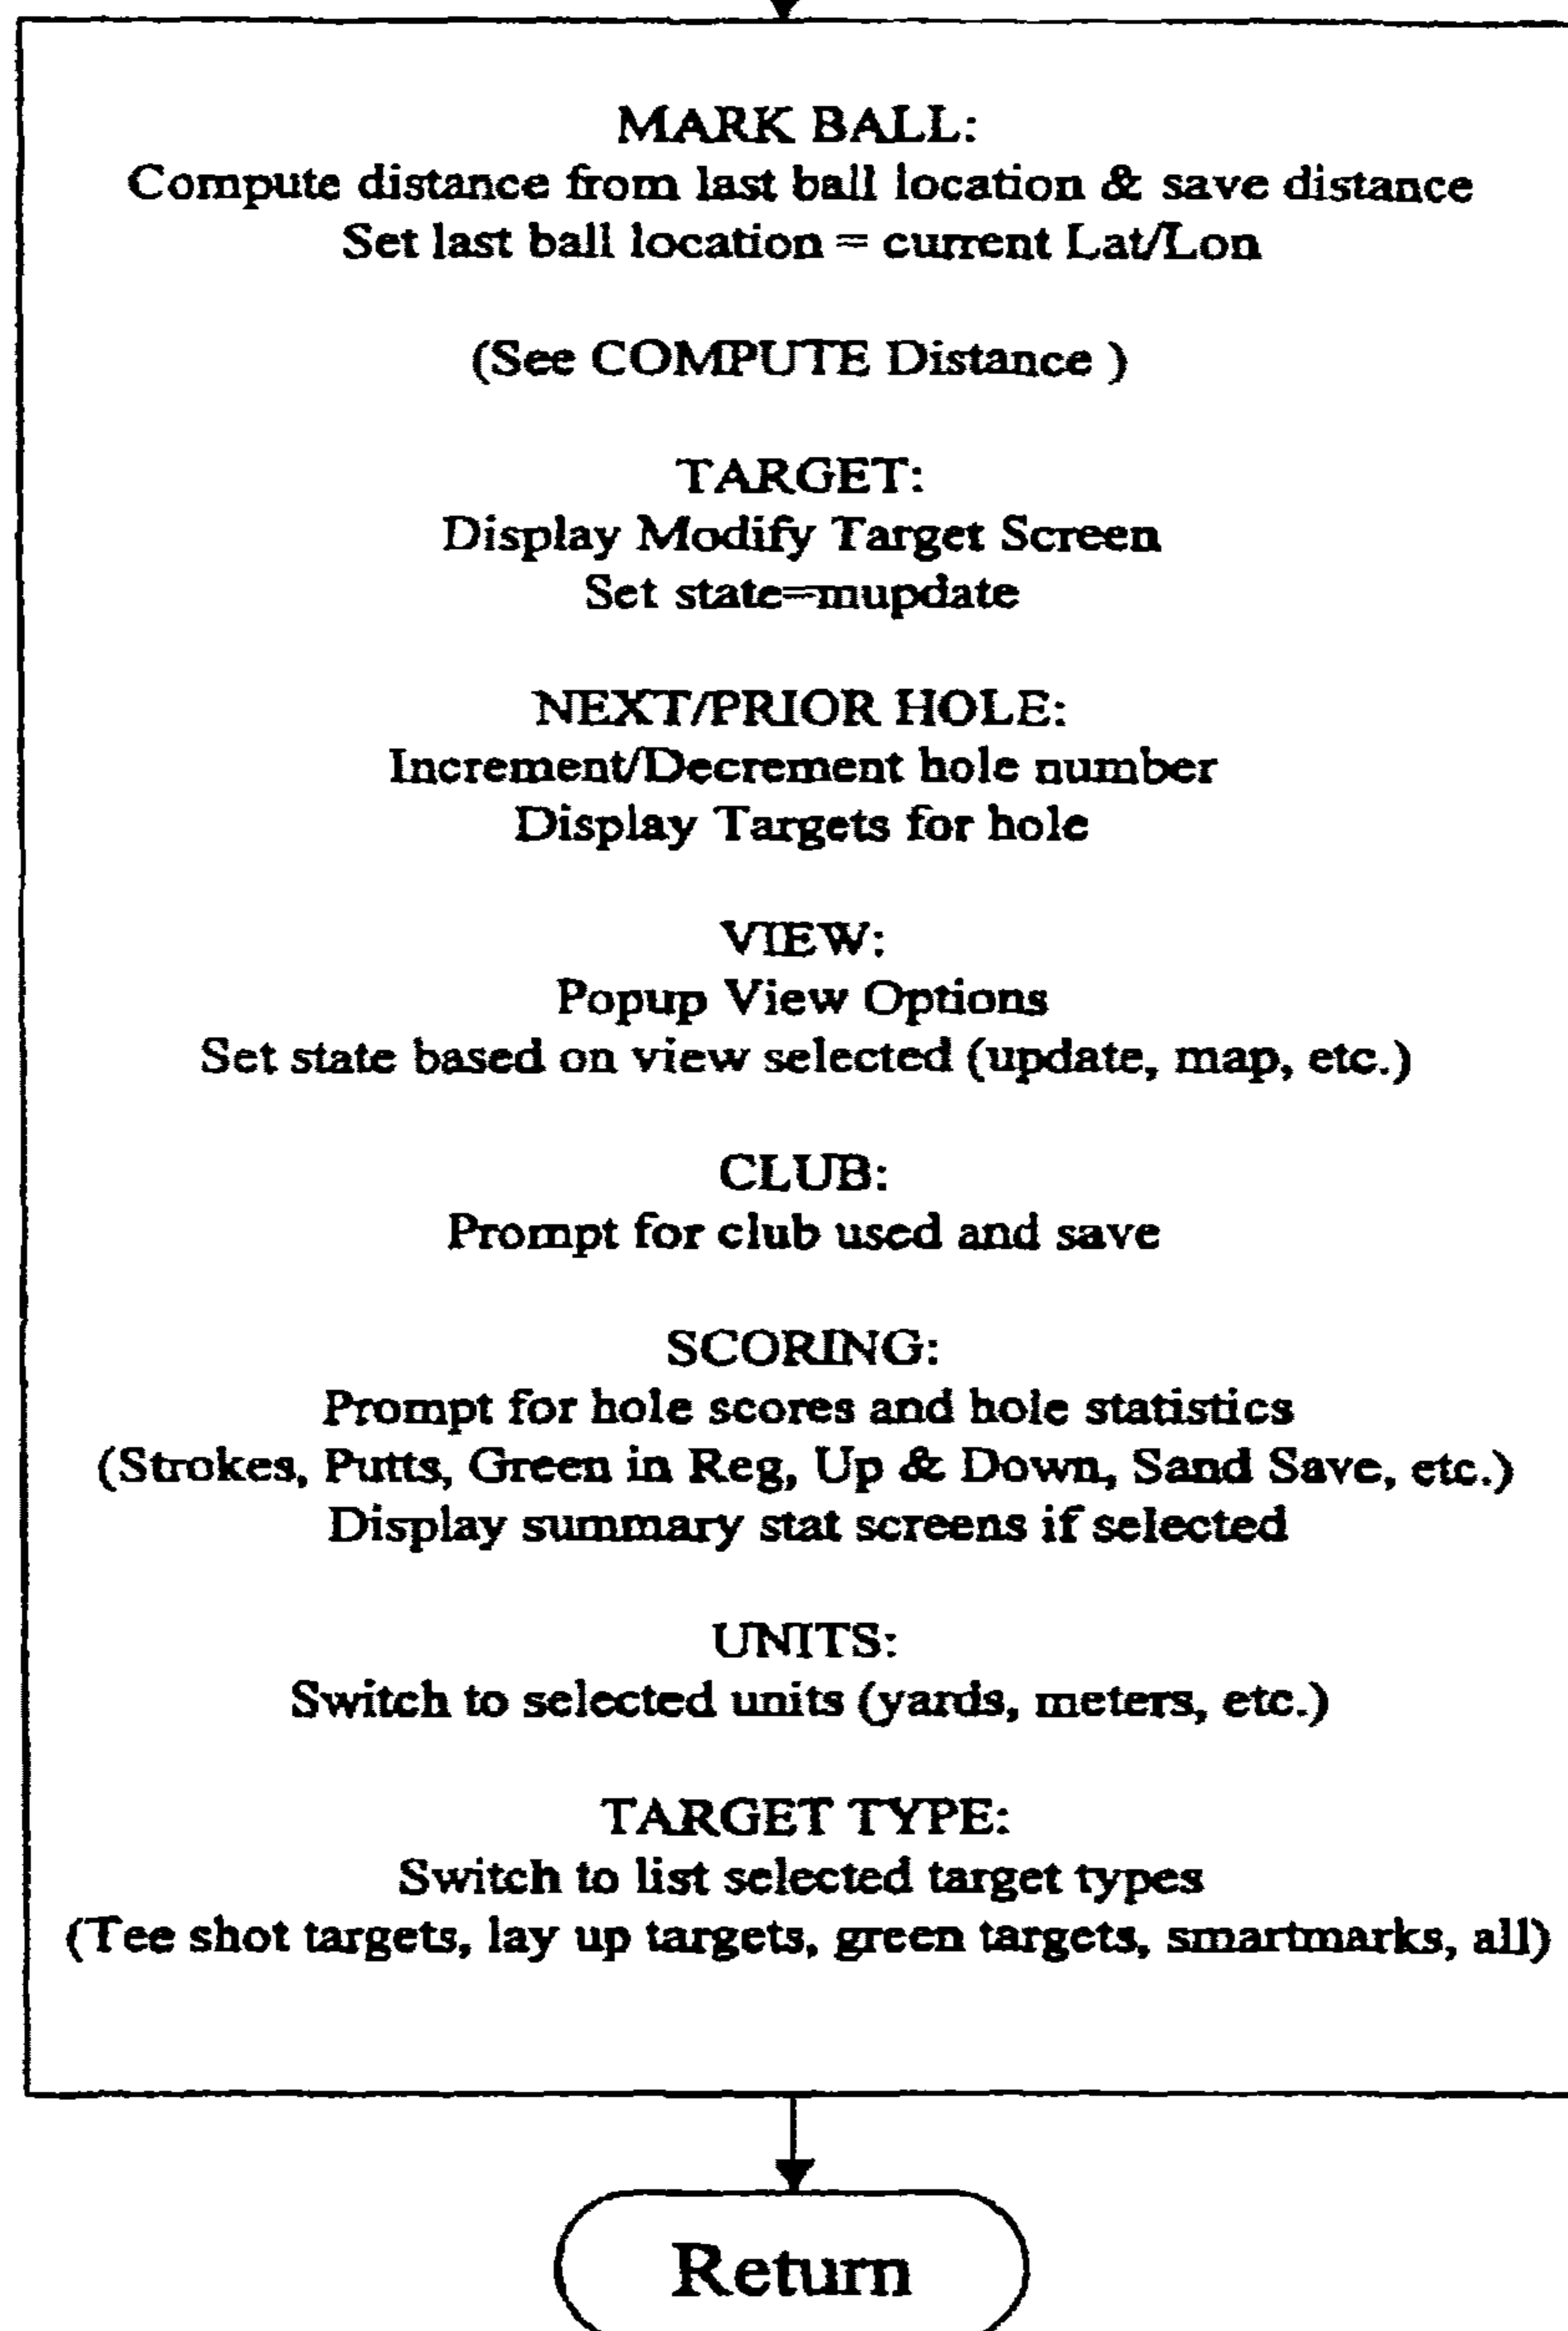 MARK BALL:
Compute distance from last ball location & save distance
Set last ball location = current Lat/Lon
(See COMPUTE Distance )
TARGET:
Display Modify Target Screen
Set state=mupdate
NEXT/PRIOR HOLE:
Increment/Decrement hole number
Display Targets for hole
VIEW:
Popup View Options
Set state based on view selected (update, map, etc.)
CLUB:
Prompt for club used and save
SCORING:
Prompt for hole scores and hole statistics
(Strokes, Putts, Green in Reg, Up & Down, Sand Save, etc.)
Display summary stat screens if selected
UNITS:
Switch to selected units (yards, meters, etc.)
TARGET TYPE:
Switch to list selected target types
(Tee shot targets, lay up targets, green targets, smartmarks, all)
Return